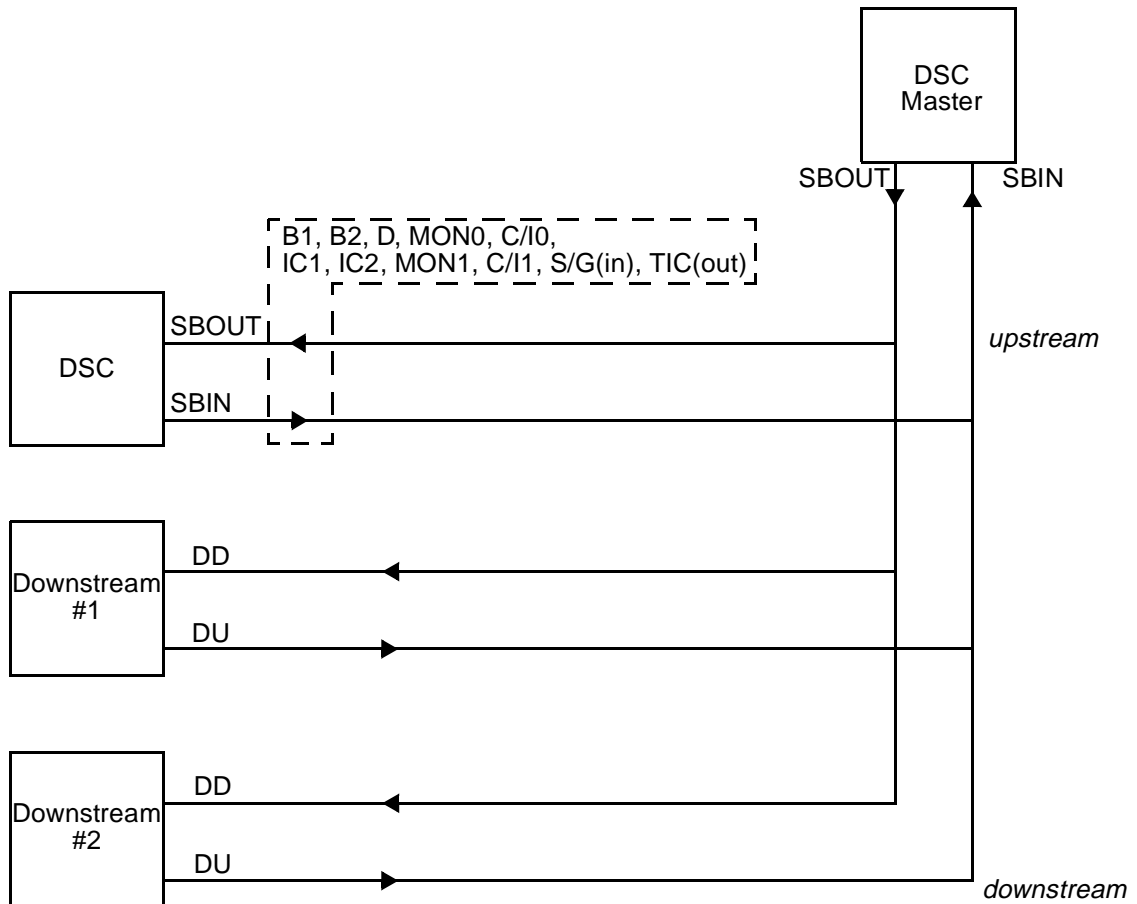 DSC
Master
SBOUT
SBIN
B1, B2, D, MON0, C/I0,
IC1, IC2, MON1, C/I1, S/G(in), TIC(out)
SBOUT
upstream
DSC
SBIN
DD
Downstream
#1
DU
DD
Downstream
#2
DU
downstream